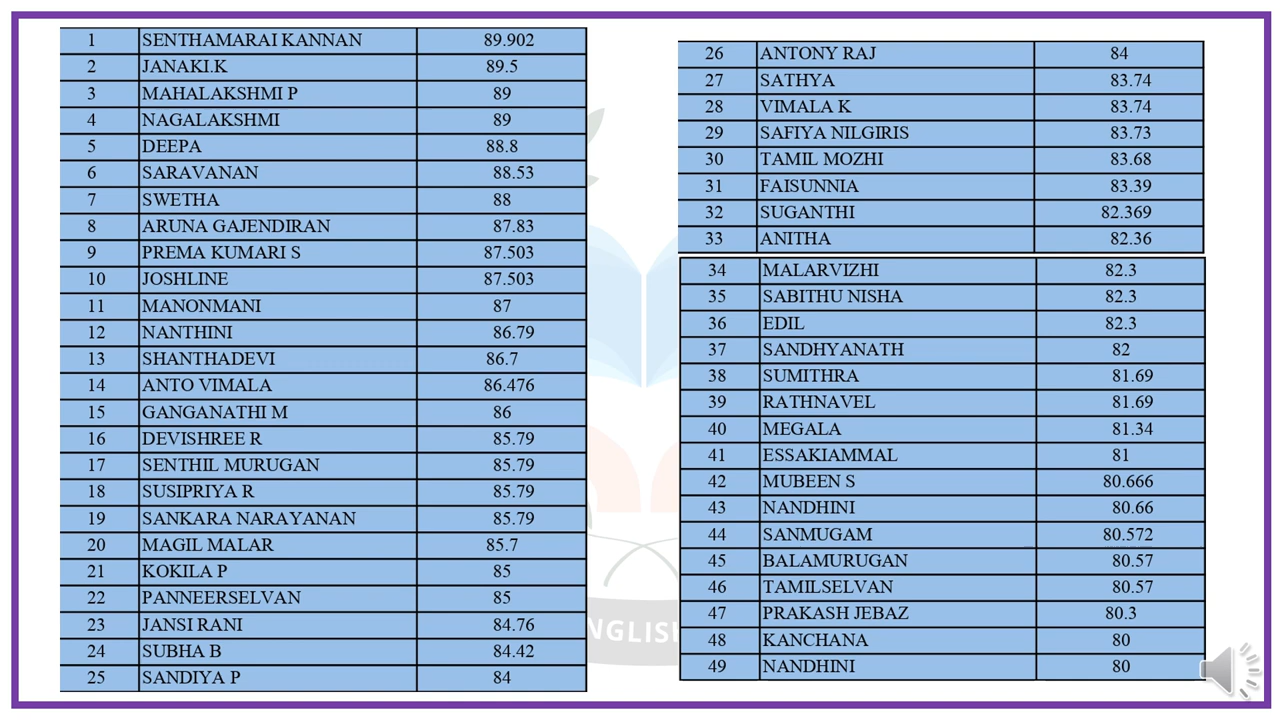 1 SENTHAMARAI KANNAN 89.902
2 JANAKI.K 89.5
3 MAHALAKSHMI P 89
4 NAGALAKSHMI 89
5 DEEPA 88.8
6 SARAVANAN 88.53
7 SWETHA 88
8 ARUNA GAJENDIRAN 87.83
9 PREMA KUMARI S 87.503
10 JOSHLINE 87.503
11 MANONMANI 87
12 NANTHINI 86.79
13 SHANTHADEVI 86.7
14 ANTO VIMALA 86.476
15 GANGANATHI M 86
16 DEVISHREE R 85.79
17 SENTHIL MURUGAN 85.79
18 SUSIPRIYA R 85.79
19 SANKARA NARAYANAN 85.79
20 MAGIL MALAR 85.7
21 KOKILA P 85
22 PANNEERSELVAN 85
23 JANSI RANI 84.76
24 SUBHA B 84.42
25 SANDIYA P 84
26 ANTONY RAJ 84
27 SATHYA 83.74
28 VIMALA K 83.74
29 SAFIYA NILGIRIS 83.73
30 TAMIL MOZHI 83.68
31 FAISUNNIA 83.39
32 SUGANTHI 82.369
33 ANITHA 82.36
34 MALARVIZHI 82.3
35 SABITHU NISHA 82.3
36 EDIL 82.3
37 SANDHYANATH 82
38 SUMITHRA 81.69
39 RATHNAVEL 81.69
40 MEGALA 81.34
41 ESSAKIAMMAL 81
42 MUBEEN S 80.666
43 NANDHINI 80.66
44 SANMUGAM 80.572
45 BALAMURUGAN 80.57
46 TAMILSELVAN 80.57
47 PRAKASH JEBAZ 80.3
48 KANCHANA 80
49 NANDHINI 80